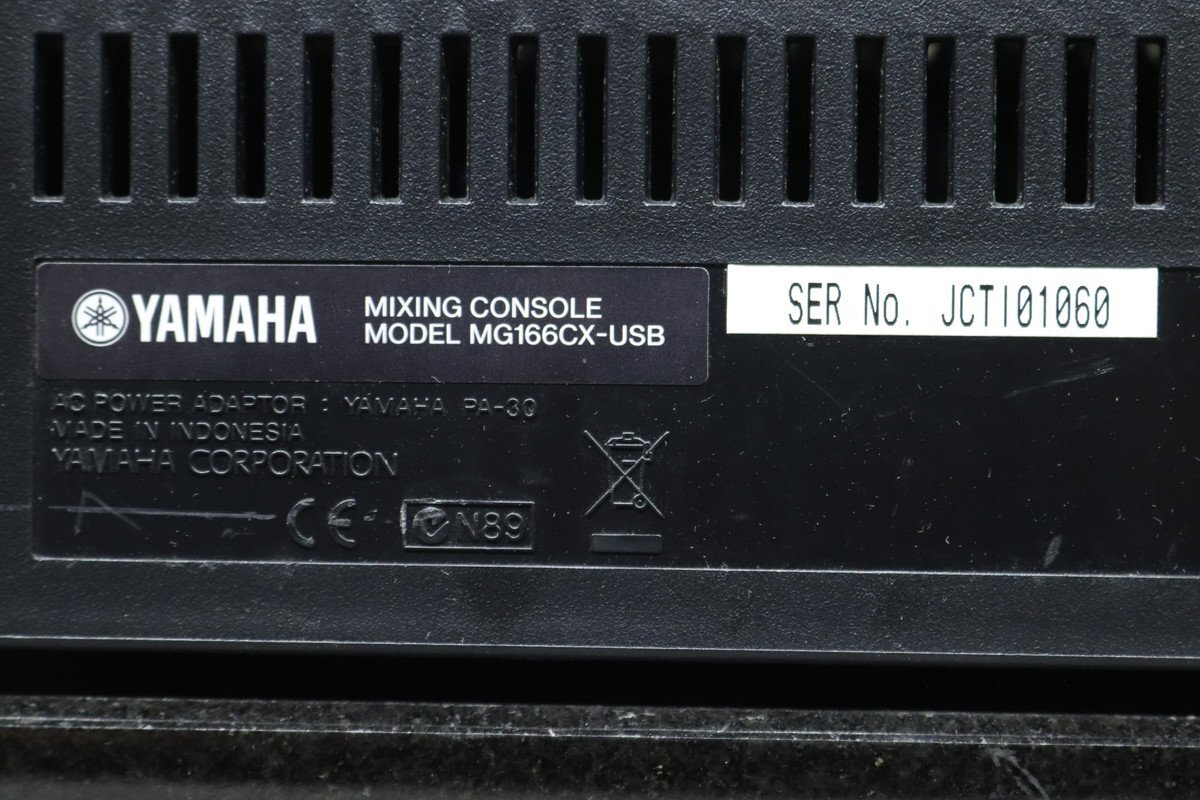 YAMAHA
MIXING CONSOLE
MODEL MG166CX-USB
SER No. JCTI01060
AC POWER ADAPTOR : YAMAHA PA-30
MADE IN INDONESIA
YAMAHA CORPORATION
CE
N89